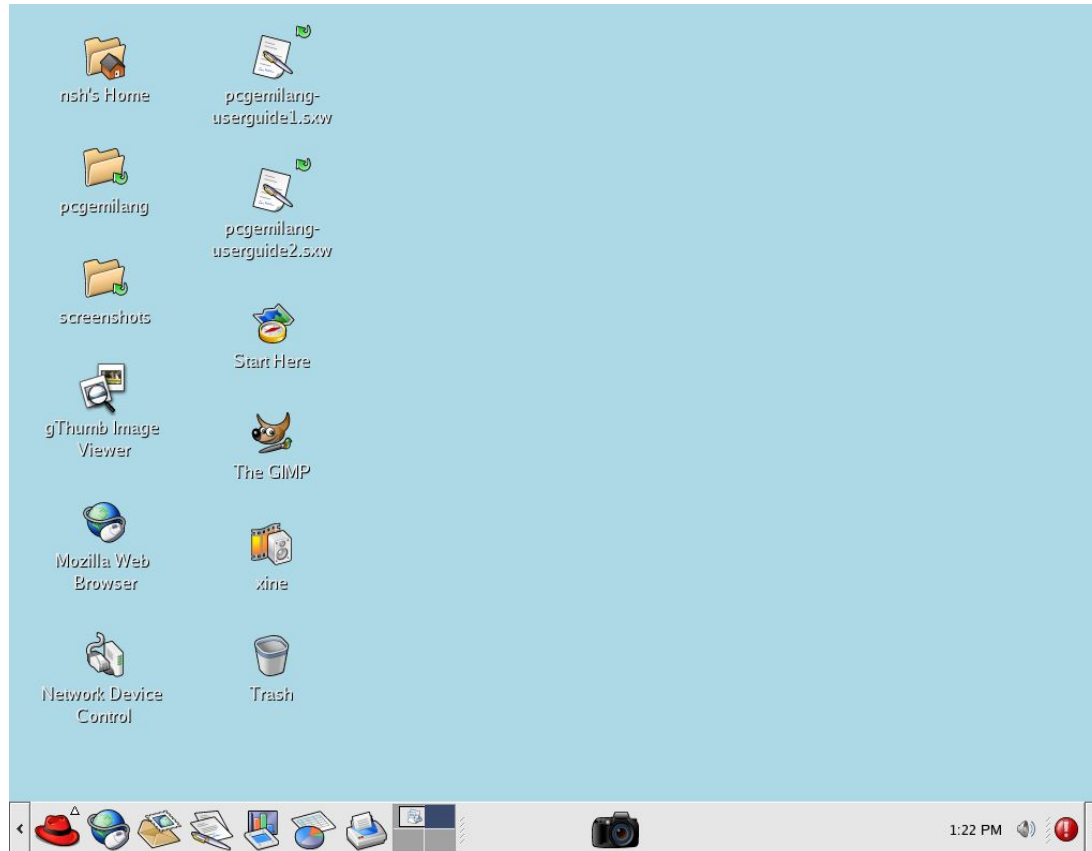 nsh's Home
pcgemilang
screenshots
gThumb Image
Viewer
Mozilla Web
Browser
Network Device
Control
pcgemilang-
userguide1.sxw
pcgemilang-
userguide2.sxw
Start Here
The GIMP
xine
Trash
1:22 PM